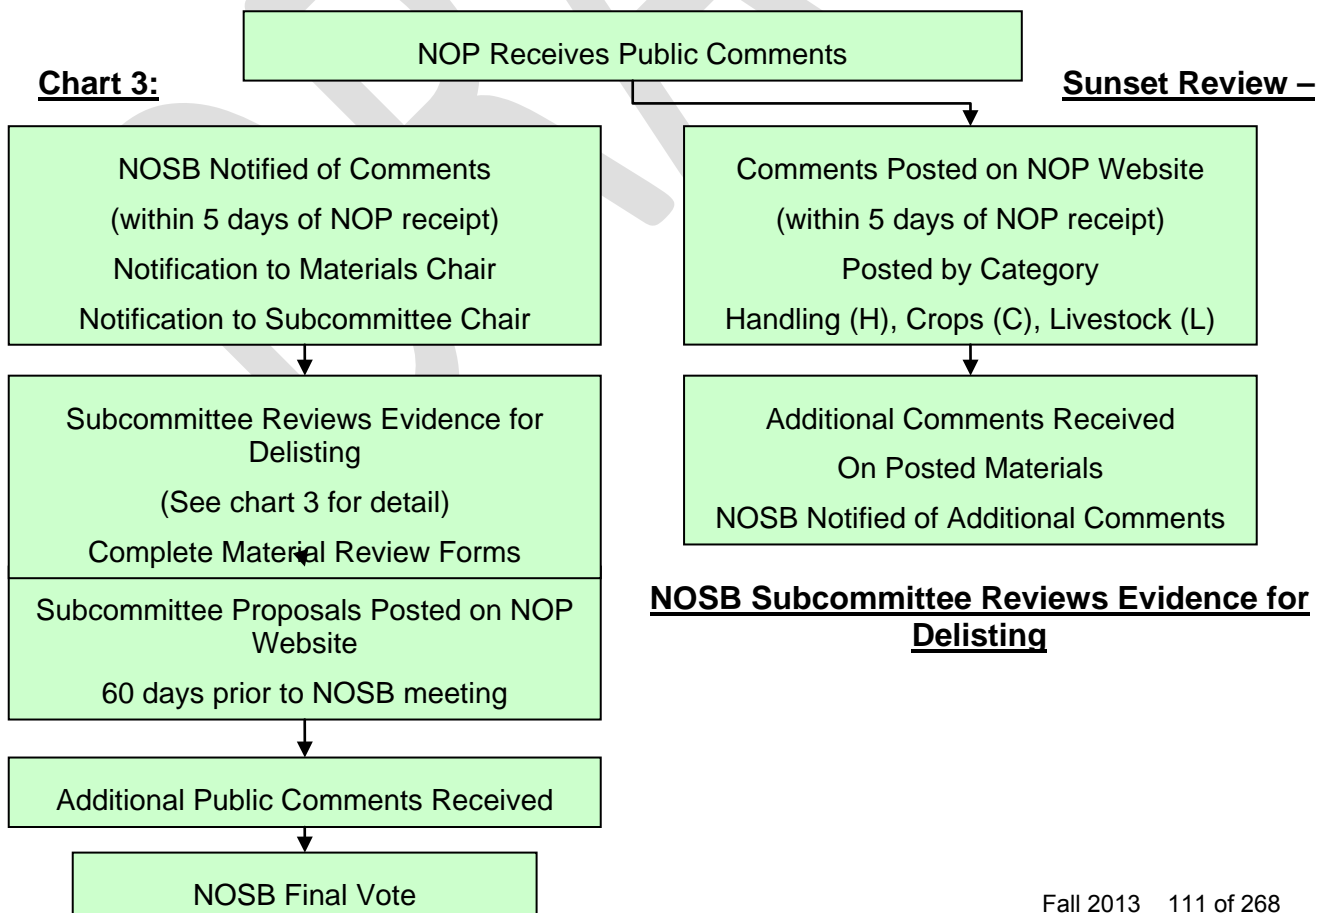 NOP Receives Public Comments
Chart 3:
Sunset Review –
NOSB Notified of Comments
(within 5 days of NOP receipt)
Notification to Materials Chair
Notification to Subcommittee Chair
Comments Posted on NOP Website
(within 5 days of NOP receipt)
Posted by Category
Handling (H), Crops (C), Livestock (L)
Subcommittee Reviews Evidence for
Delisting
(See chart 3 for detail)
Complete Material Review Forms
Additional Comments Received
On Posted Materials
NOSB Notified of Additional Comments
Subcommittee Proposals Posted on NOP
Website
60 days prior to NOSB meeting
NOSB Subcommittee Reviews Evidence for
Delisting
Additional Public Comments Received
NOSB Final Vote
Fall 2013 111 of 268